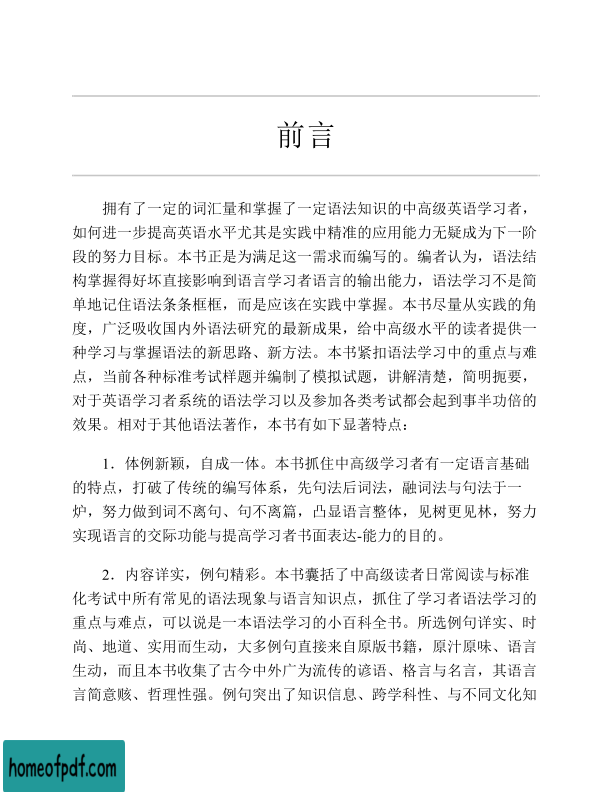 前言
拥有了一定的词汇量和掌握了一定语法知识的中高级英语学习者，
如何进一步提高英语水平尤其是实践中精准的应用能力无疑成为下一阶
段的努力目标。本书正是为满足这一需求而编写的。编者认为，语法结
构掌握得好坏直接影响到语言学习者语言的输出能力，语法学习不是简
单地记住语法条条框框，而是应该在实践中掌握。本书尽量从实践的角
度，广泛吸收国内外语法研究的最新成果，给中高级水平的读者提供一
种学习与掌握语法的新思路、新方法。本书紧扣语法学习中的重点与难
点，当前各种标准考试样题并编制了模拟试题，讲解清楚，简明扼要，
对于英语学习者系统的语法学习以及参加各类考试都会起到事半功倍的
效果。相对于其他语法著作，本书有如下显著特点：
1．体例新颖，自成一体。本书抓住中高级学习者有一定语言基础
的特点，打破了传统的编写体系，先句法后词法，融词法与句法于一
炉，努力做到词不离句、句不离篇，凸显语言整体，见树更见林，努力
实现语言的交际功能与提高学习者书面表达-能力的目的。
2．内容详实，例句精彩。本书囊括了中高级读者日常阅读与标准
化考试中所有常见的语法现象与语言知识点，抓住了学习者语法学习的
重点与难点，可以说是一本语法学习的小百科全书。所选例句详实、时
尚、地道、实用而生动，大多例句直接来自原版书籍，原汁原味、语言
生动，而且本书收集了古今中外广为流传的谚语、格言与名言，其语言
言简意赅、哲理性强。例句突出了知识信息、跨学科性、与不同文化知
homeofpdf.com